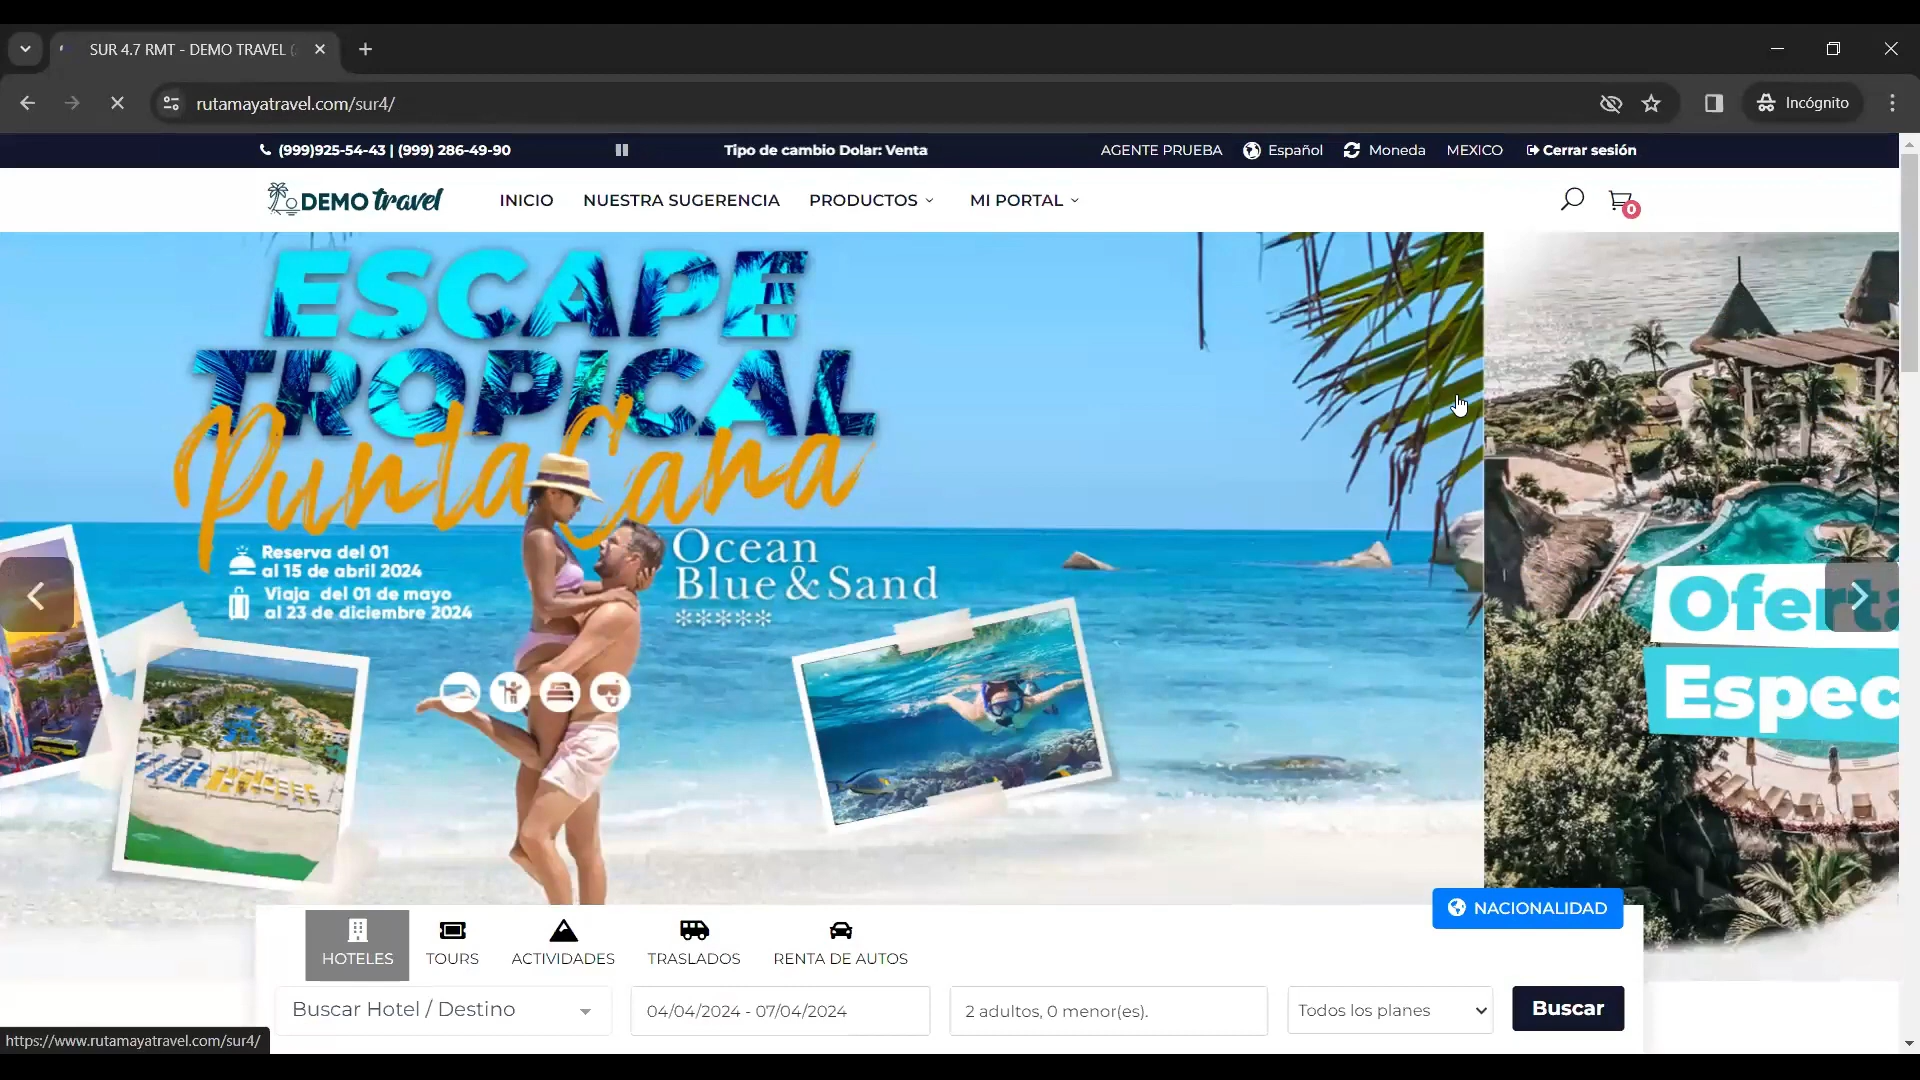 SUR 4.7 RMT - DEMO TRAVEL
rutamayatravel.com/sur4/
Incógnito
(999)925-54-43 | (999) 286-49-90
Tipo de cambio Dolar: Venta
AGENTE PRUEBA
Español
Moneda
MEXICO
Cerrar sesión
DEMO travel
INICIO
NUESTRA SUGERENCIA
PRODUCTOS
MI PORTAL
0
ESCAPE
TROPICAL
Punta Cana
Reserva del 01
al 15 de abril 2024
Viaja del 01 de mayo
al 23 de diciembre 2024
Ocean
Blue & Sand
*****
Oferta
Espec
NACIONALIDAD
HOTELES
TOURS
ACTIVIDADES
TRASLADOS
RENTA DE AUTOS
Buscar Hotel / Destino
04/04/2024 - 07/04/2024
2 adultos, 0 menor(es).
Todos los planes
Buscar
https://www.rutamayatravel.com/sur4/